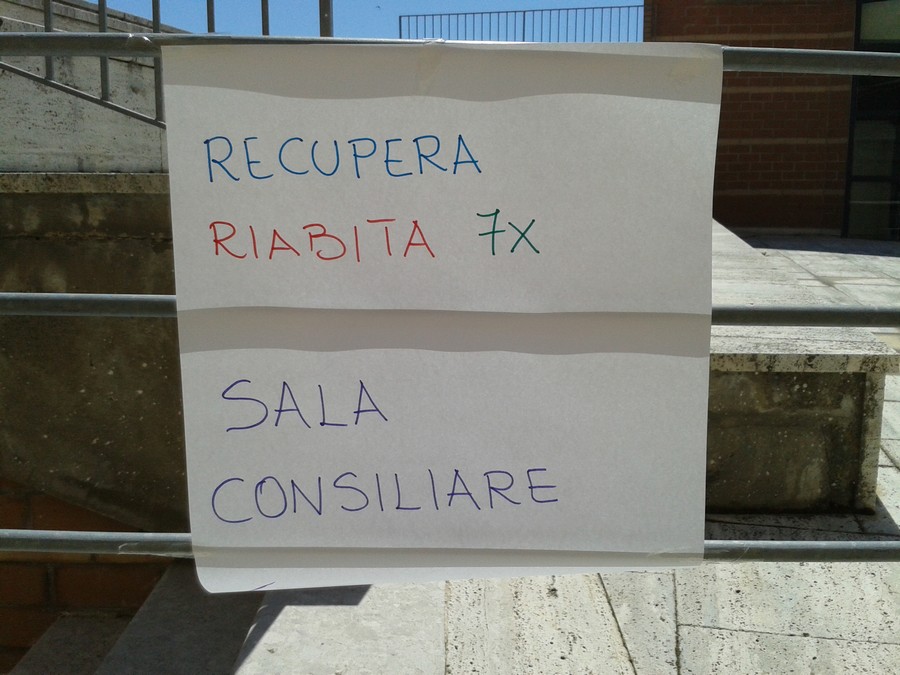 RECUPERA
RIABITA 7X
SALA
CONSILIARE